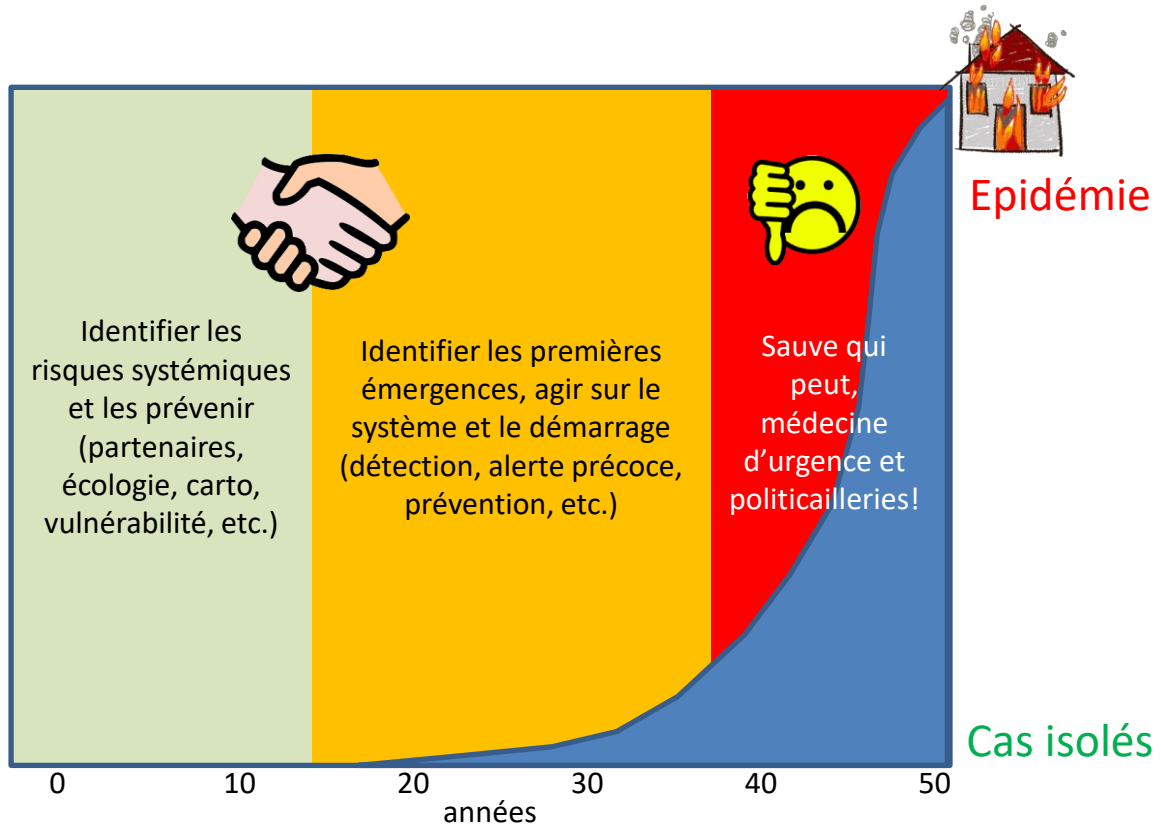 Epidémie
Identifier les
risques systémiques
et les prévenir
(partenaires,
écologie, carto,
vulnérabilité, etc.)
Identifier les premières
émergences, agir sur le
système et le démarrage
(détection, alerte précoce,
prévention, etc.)
Sauve qui
peut,
médecine
d’urgence et
politicailleries!
Cas isolés
0 10 20 30 40 50
années